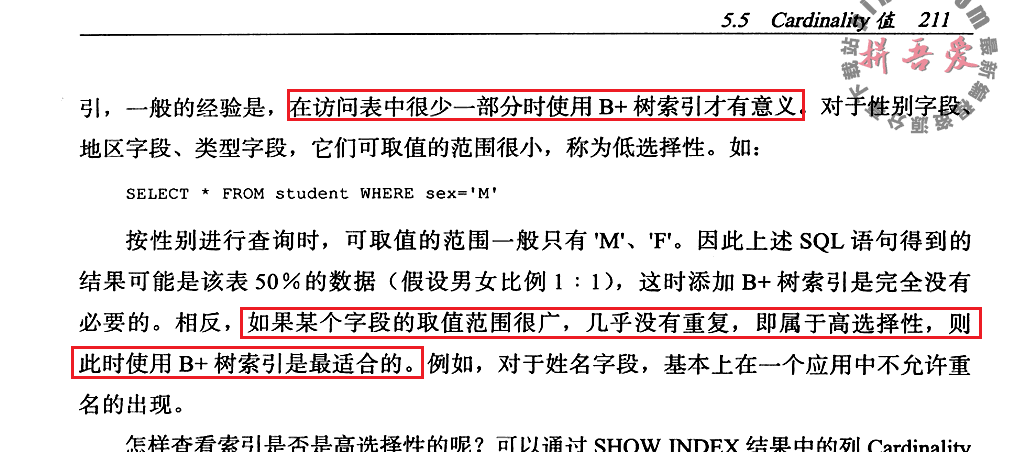 5.5 Cardinality 值 211
拼吾爱
引，一般的经验是，在访问表中很少一部分时使用 B+ 树索引才有意义。对于性别字段、
地区字段、类型字段，它们可取值的范围很小，称为低选择性。如：
SELECT * FROM student WHERE sex='M'
按性别进行查询时，可取值的范围一般只有 'M'、'F'。因此上述 SQL 语句得到的
结果可能是该表 50％的数据（假设男女比例 1：1），这时添加 B+ 树索引是完全没有
必要的。相反，如果某个字段的取值范围很广，几乎没有重复，即属于高选择性，则
此时使用 B+ 树索引是最适合的。例如，对于姓名字段，基本上在一个应用中不允许重
名的出现。
怎样查看索引是否是高选择性的呢？可以通过 SHOW INDEX 结果中的列 Cardinality